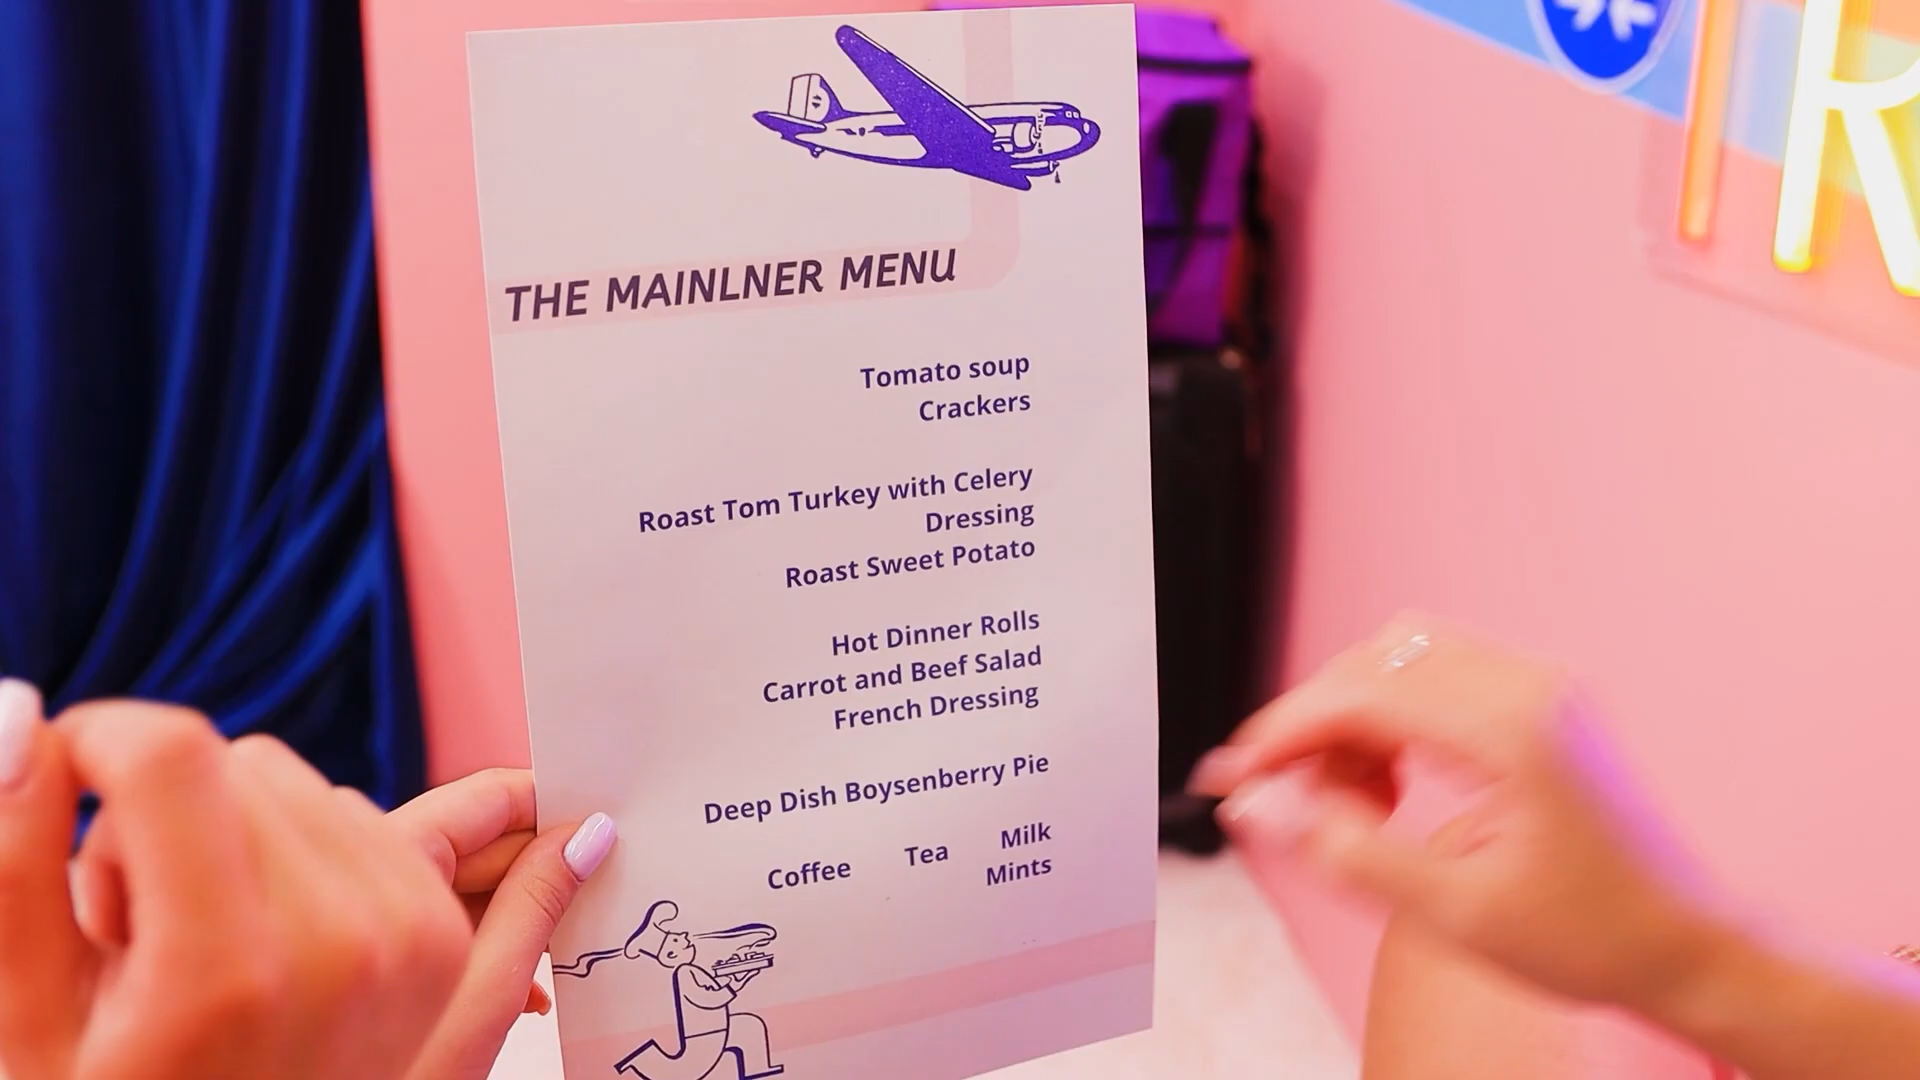 THE MAINLNER MENU
Tomato soup
Crackers
Roast Tom Turkey with Celery
Dressing
Roast Sweet Potato
Hot Dinner Rolls
Carrot and Beef Salad
French Dressing
Deep Dish Boysenberry Pie
Coffee Tea Milk
Mints